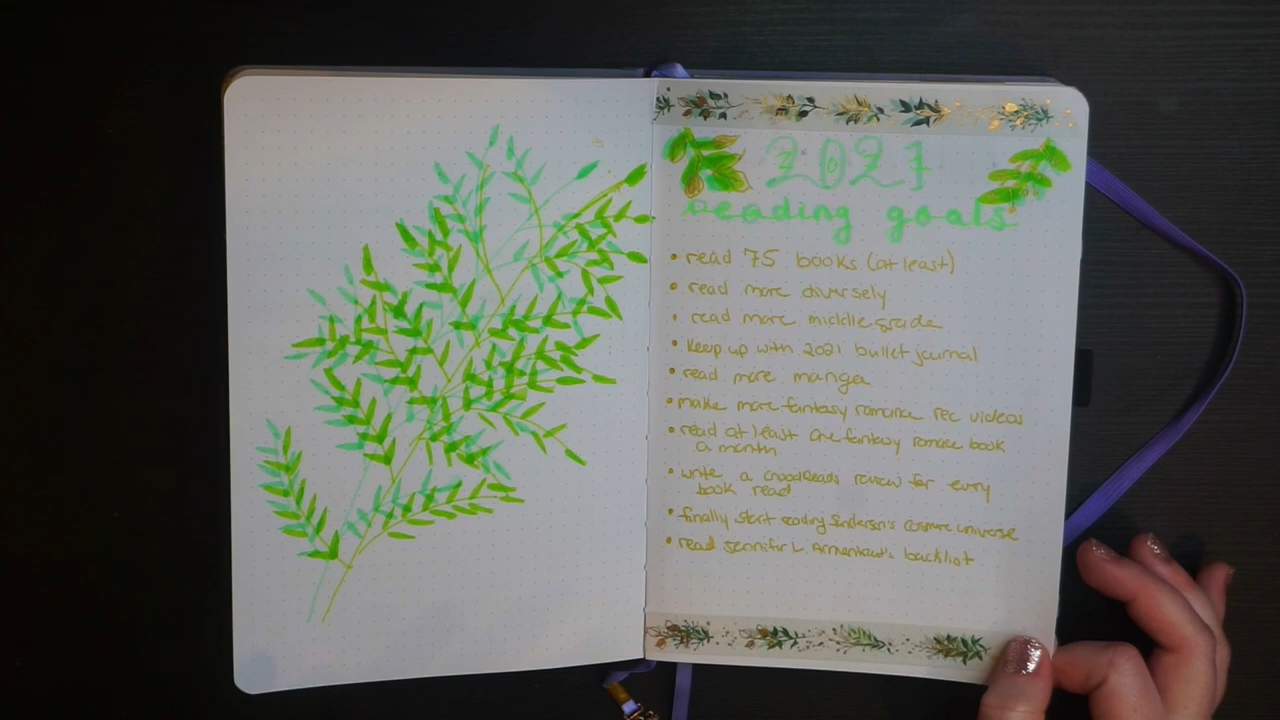 2021
reading goals
• read 75 books (at least)
• read more diversely
• read more middle grade
• Keep up with 2021 bullet journal
• read more manga
• make more fantasy romance rec videos
• read at least one fantasy romance book
a month
• write a GoodReads review for every
book read
• finally start reading Sanderson's Cosmere universe
• read Jennifer L. Armentrout's backlist